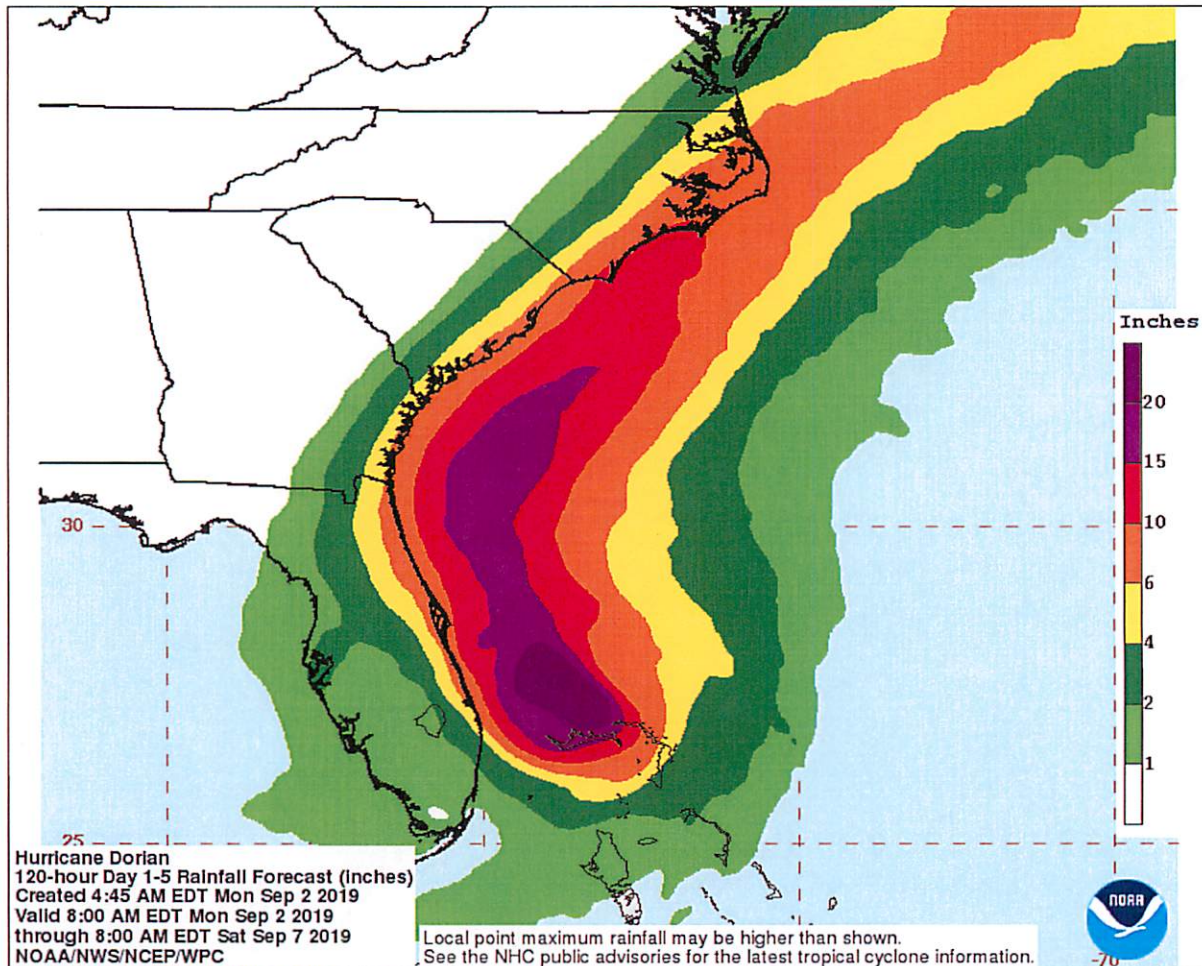 Inches
20
15
10
6
4
2
1
30
25
-70
Hurricane Dorian
120-hour Day 1-5 Rainfall Forecast (inches)
Created 4:45 AM EDT Mon Sep 2 2019
Valid 8:00 AM EDT Mon Sep 2 2019
through 8:00 AM EDT Sat Sep 7 2019
NOAA/NWS/NCEP/WPC
Local point maximum rainfall may be higher than shown.
See the NHC public advisories for the latest tropical cyclone information.
NOAA